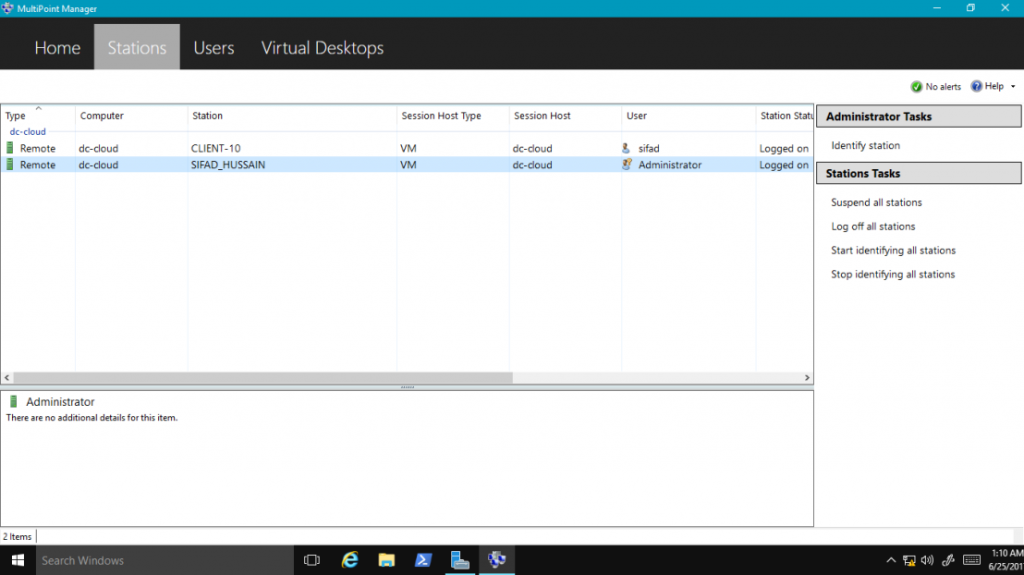 MultiPoint Manager
Home Stations Users Virtual Desktops
No alerts Help
Type Computer Station Session Host Type Session Host User Station Statu
dc-cloud
Remote dc-cloud CLIENT-10 VM dc-cloud sifad Logged on
Remote dc-cloud SIFAD_HUSSAIN VM dc-cloud Administrator Logged on
Administrator Tasks
Identify station
Stations Tasks
Suspend all stations
Log off all stations
Start identifying all stations
Stop identifying all stations
Administrator
There are no additional details for this item.
2 Items
Search Windows
1:10 AM
6/25/201